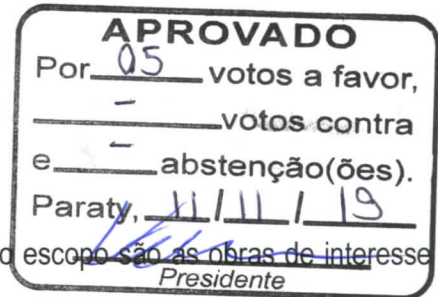 APROVADO
Por 05 votos a favor,
- votos contra
e - abstenção(ões).
Paraty, 11 / 11 / 19
o escopo são as obras de interesse
Presidente